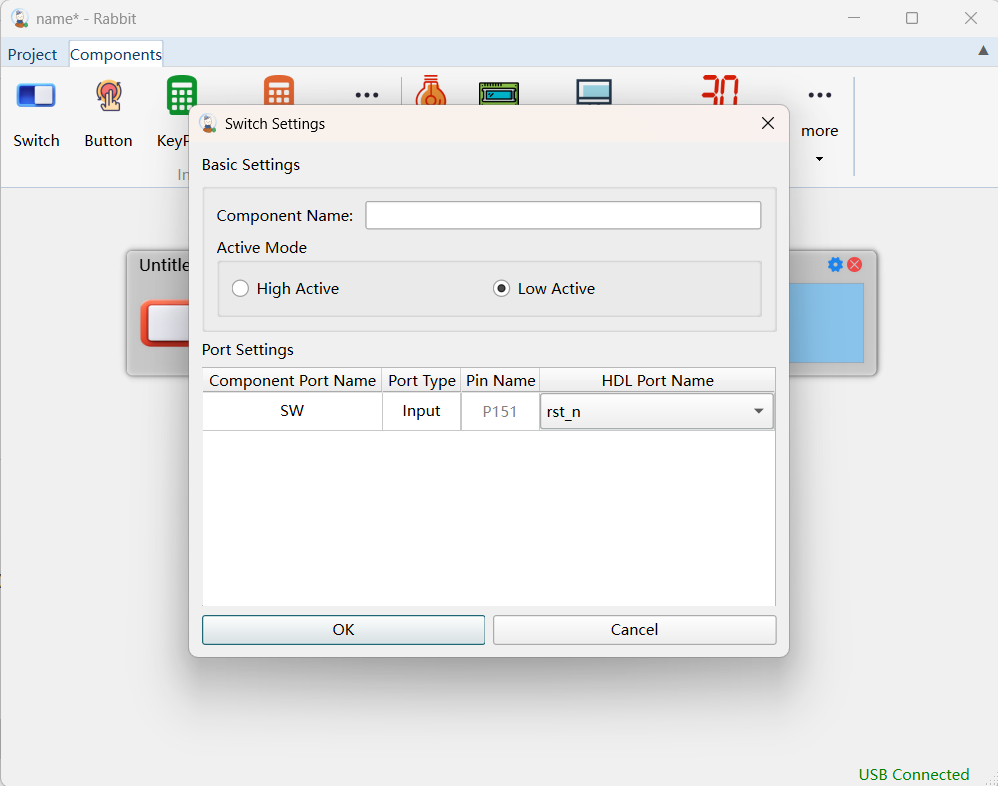 name* - Rabbit
Project Components
Switch Button KeyP more
Switch Settings
Basic Settings
Component Name:
Active Mode
High Active Low Active
Untitle
Port Settings
Component Port Name Port Type Pin Name HDL Port Name
SW Input P151 rst_n
OK Cancel
USB Connected